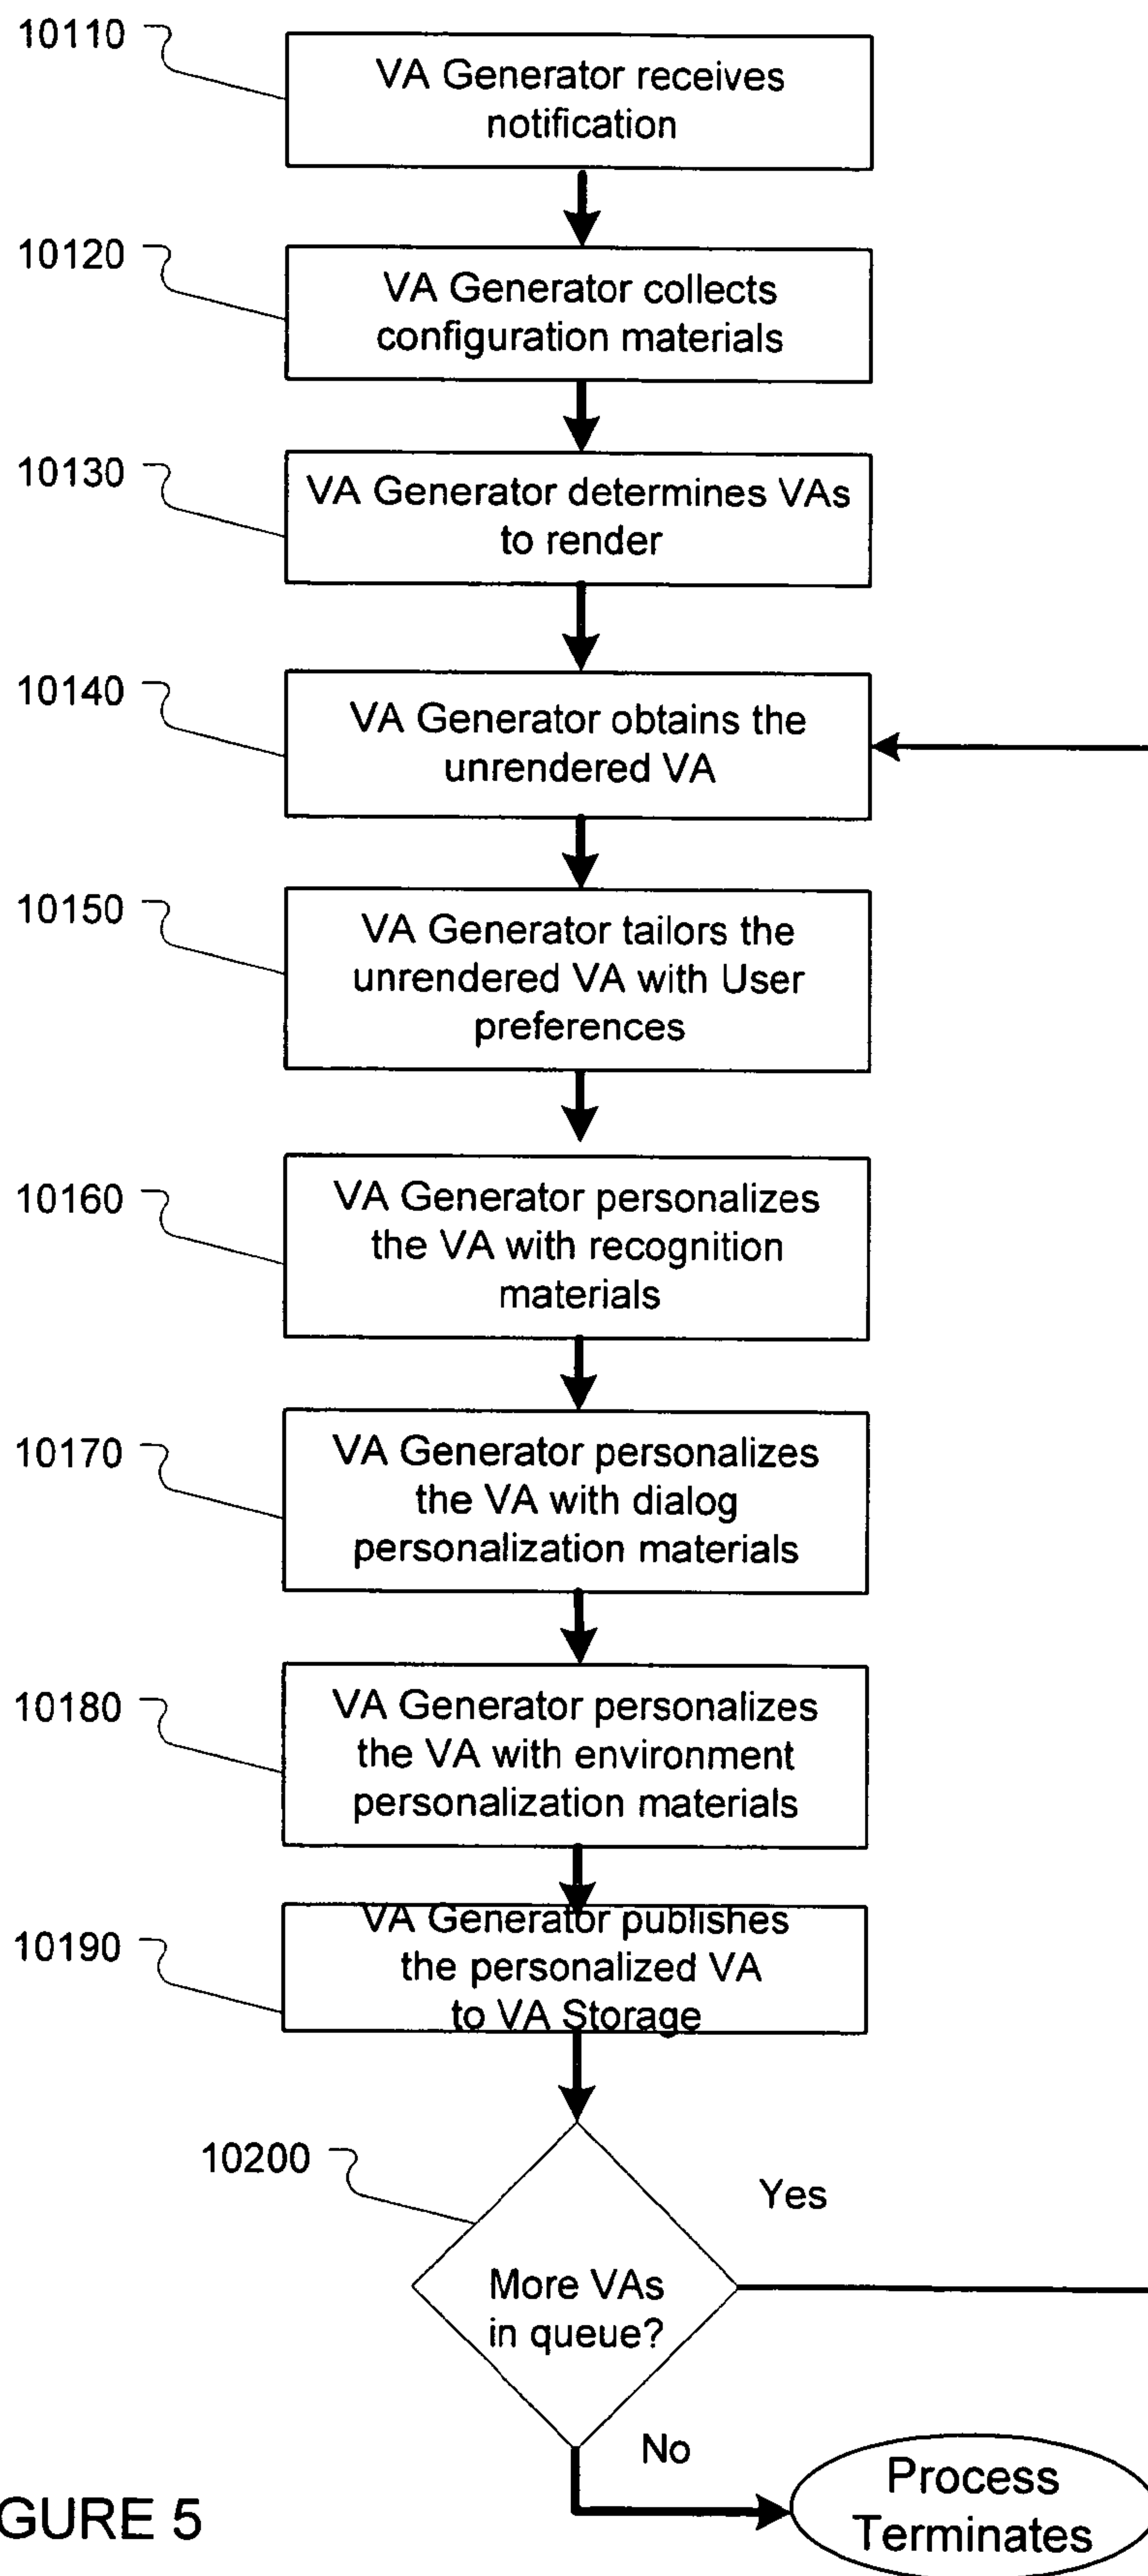 10110
VA Generator receives
notification
10120
VA Generator collects
configuration materials
10130
VA Generator determines VAs
to render
10140
VA Generator obtains the
unrendered VA
10150
VA Generator tailors the
unrendered VA with User
preferences
10160
VA Generator personalizes
the VA with recognition
materials
10170
VA Generator personalizes
the VA with dialog
personalization materials
10180
VA Generator personalizes
the VA with environment
personalization materials
10190
VA Generator publishes
the personalized VA
to VA Storage
10200
More VAs
in queue?
Yes
No
Process
Terminates
GURE 5